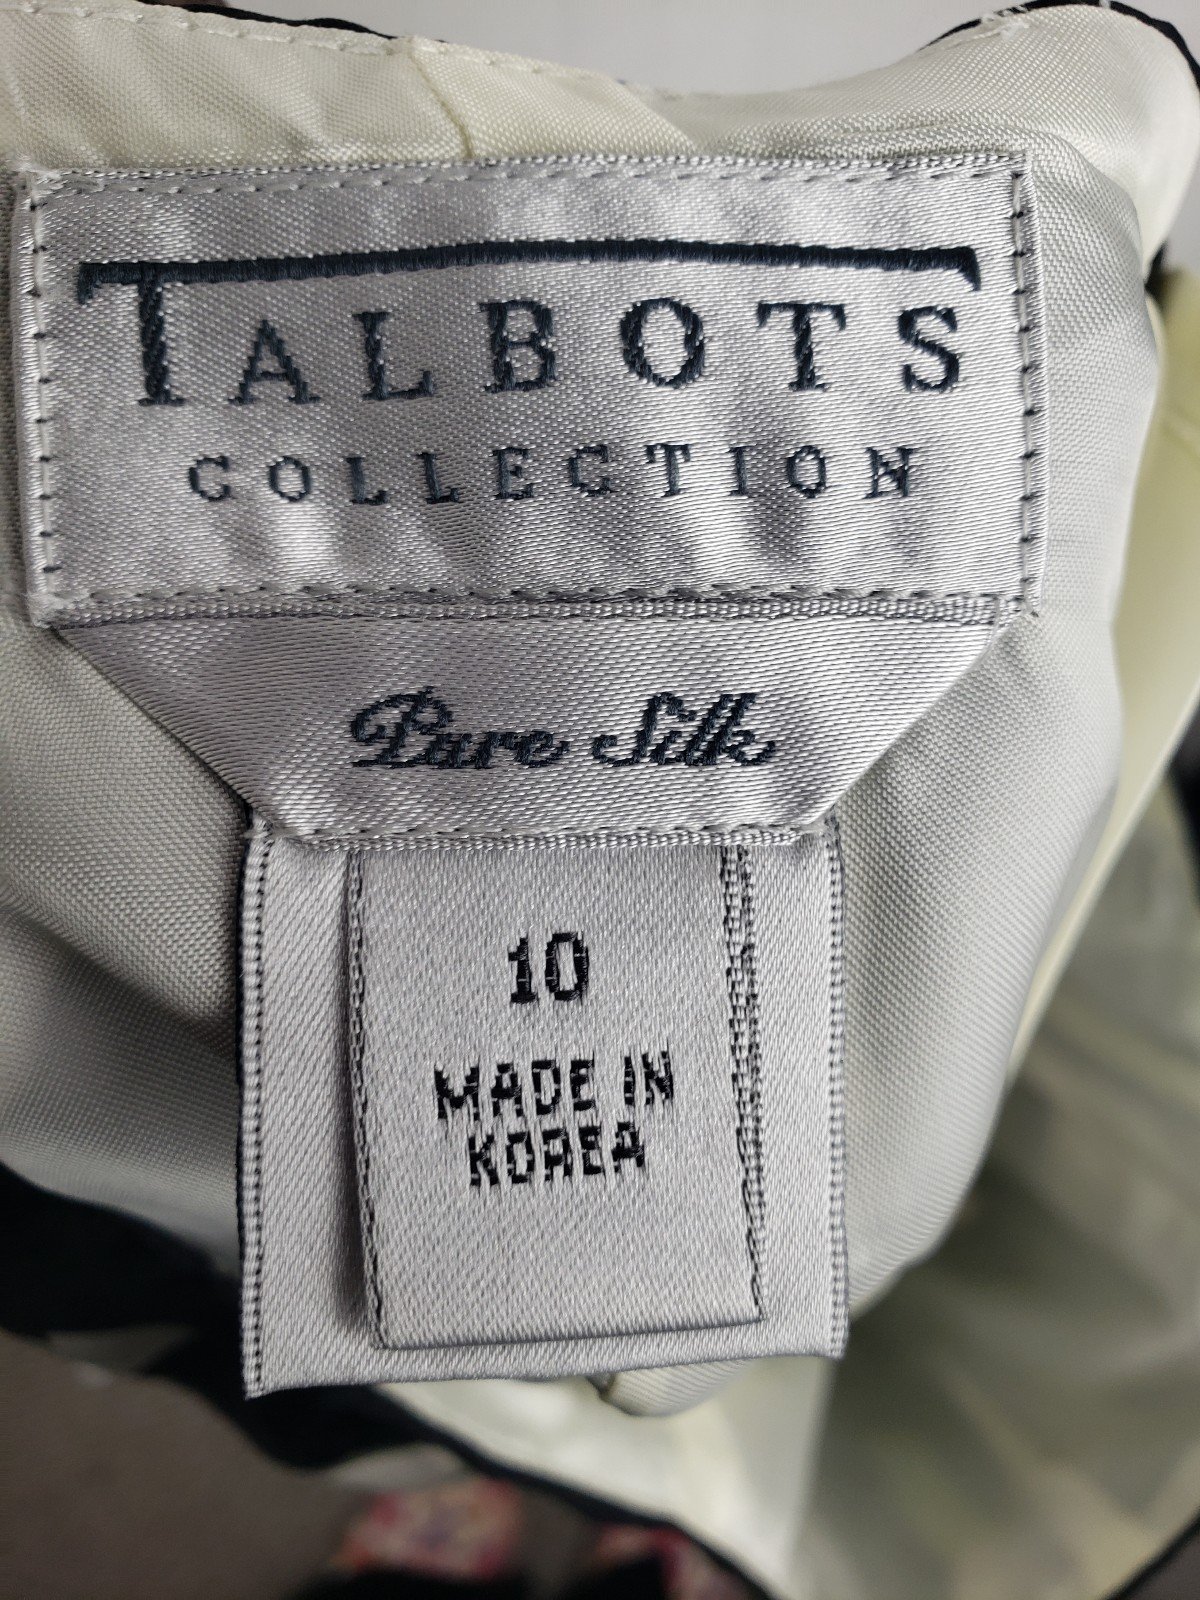 TALBOTS
COLLECTION
Pure Silk
10
MADE IN
KOREA